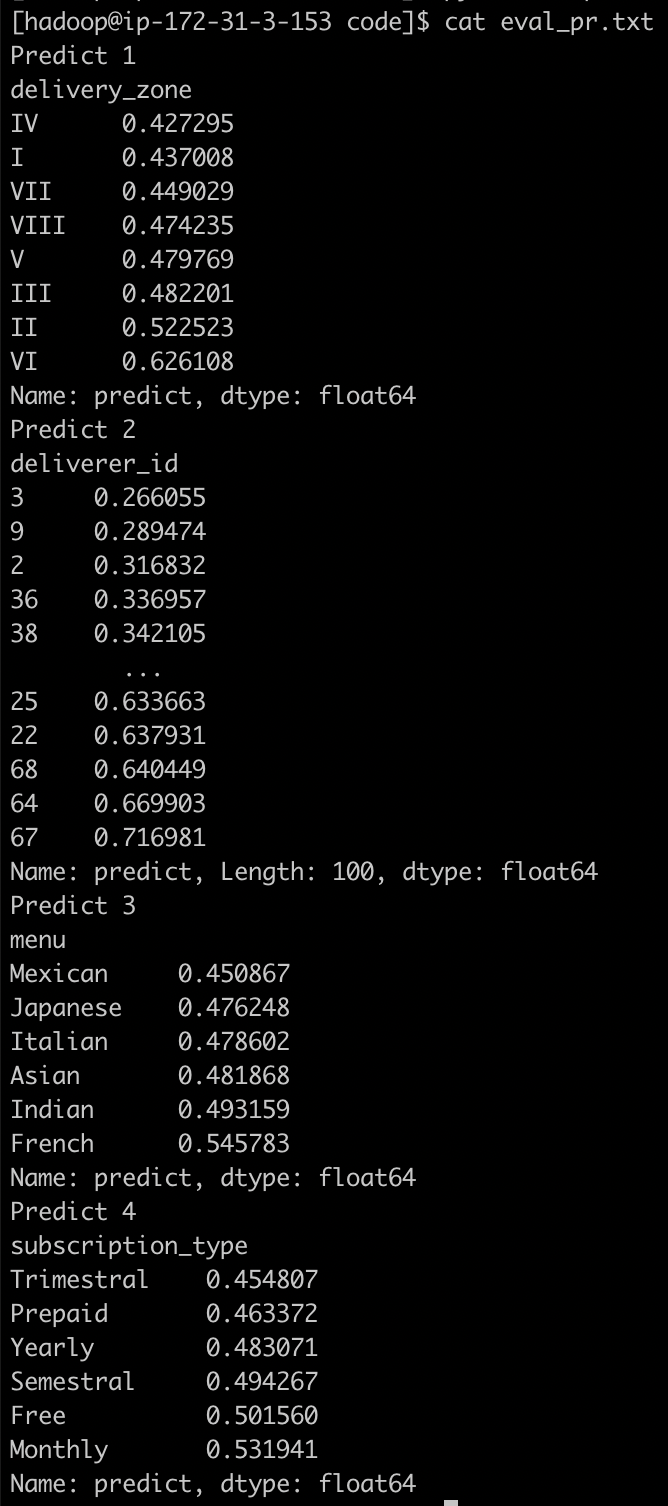 [hadoop@ip-172-31-3-153 code]$ cat eval_pr.txt
Predict 1
delivery_zone
IV      0.427295
I       0.437008
VII     0.449029
VIII    0.474235
V       0.479769
III     0.482201
II      0.522523
VI      0.626108
Name: predict, dtype: float64
Predict 2
deliverer_id
3     0.266055
9     0.289474
2     0.316832
36    0.336957
38    0.342105
        ...
25    0.633663
22    0.637931
68    0.640449
64    0.669903
67    0.716981
Name: predict, Length: 100, dtype: float64
Predict 3
menu
Mexican     0.450867
Japanese    0.476248
Italian     0.478602
Asian       0.481868
Indian      0.493159
French      0.545783
Name: predict, dtype: float64
Predict 4
subscription_type
Trimestral    0.454807
Prepaid       0.463372
Yearly        0.483071
Semestral     0.494267
Free          0.501560
Monthly       0.531941
Name: predict, dtype: float64